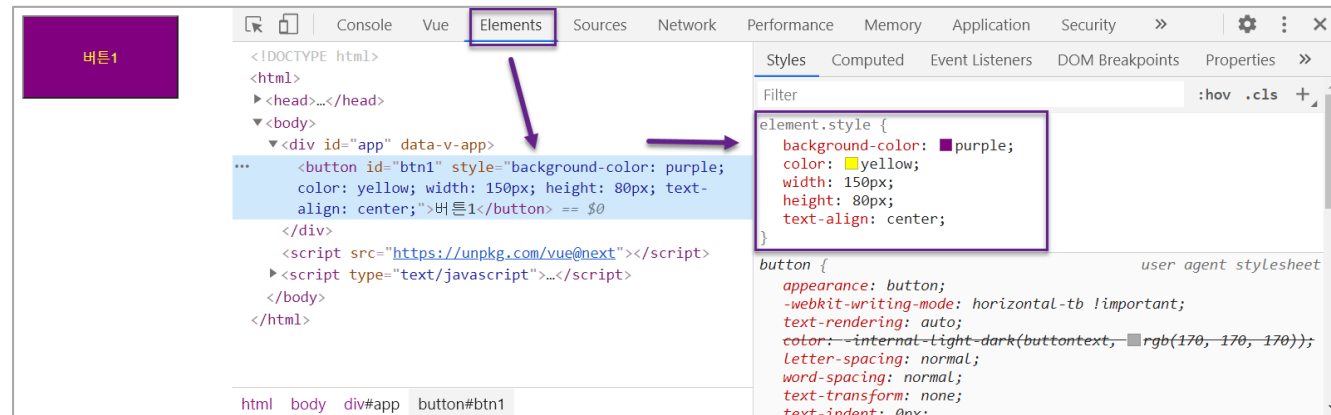 버튼1
Console Vue Elements Sources Network Performance Memory Application Security »
<!DOCTYPE html>
<html>
<head>…</head>
<body>
<div id="app" data-v-app>
<button id="btn1" style="background-color: purple;
color: yellow; width: 150px; height: 80px; text-
align: center;">버튼1</button> == $0
</div>
<script src="https://unpkg.com/vue@next"></script>
<script type="text/javascript">…</script>
</body>
</html>
html body div#app button#btn1
Styles Computed Event Listeners DOM Breakpoints Properties »
Filter :hov .cls +
element.style {
background-color: purple;
color: yellow;
width: 150px;
height: 80px;
text-align: center;
}
button { user agent stylesheet
appearance: button;
-webkit-writing-mode: horizontal-tb !important;
text-rendering: auto;
color: -internal-light-dark(buttontext, rgb(170, 170, 170));
letter-spacing: normal;
word-spacing: normal;
text-transform: none;
text-indent: 0px;